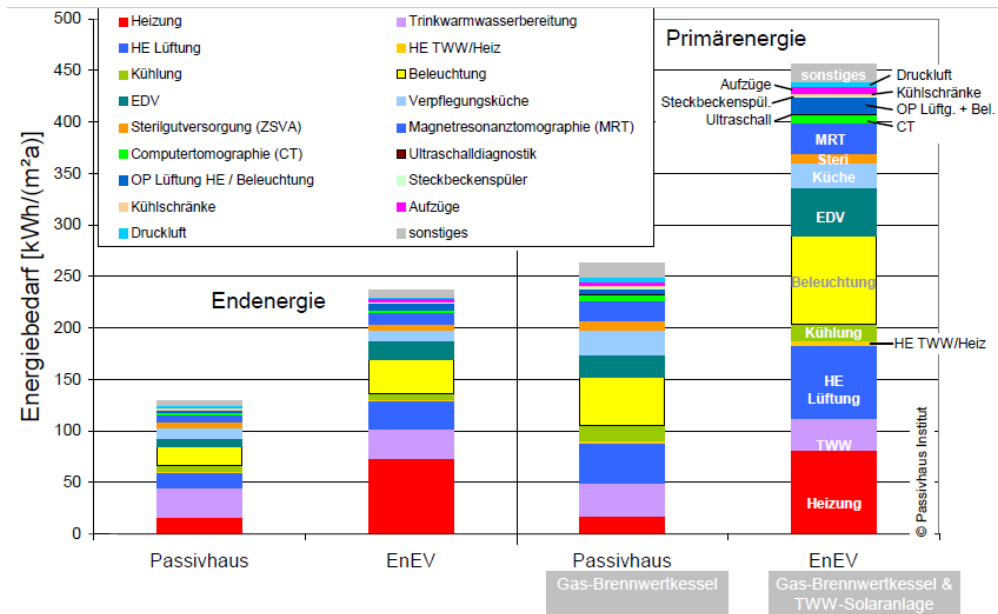 Energiebedarf [kWh/(m²a)]
500
450
400
350
300
250
200
150
100
50
0
Heizung
Trinkwarmwasserbereitung
HE Lüftung
HE TWW/Heiz
Kühlung
Beleuchtung
EDV
Verpflegungsküche
Sterilgutversorgung (ZSVA)
Magnetresonanztomographie (MRT)
Computertomographie (CT)
Ultraschalldiagnostik
OP Lüftung HE / Beleuchtung
Steckbeckenspüler
Kühlschränke
Aufzüge
Druckluft
sonstiges
Endenergie
Primärenergie
Aufzüge
Steckbeckenspül.
Ultraschall
sonstiges
Druckluft
Kühlschränke
OP Lüftg. + Bel.
CT
MRT
Steri
Küche
EDV
Beleuchtung
Kühlung
HE TWW/Heiz
HE
Lüftung
TWW
Heizung
© Passivhaus Institut
Passivhaus
EnEV
Passivhaus
EnEV
Gas-Brennwertkessel
Gas-Brennwertkessel &
TWW-Solaranlage